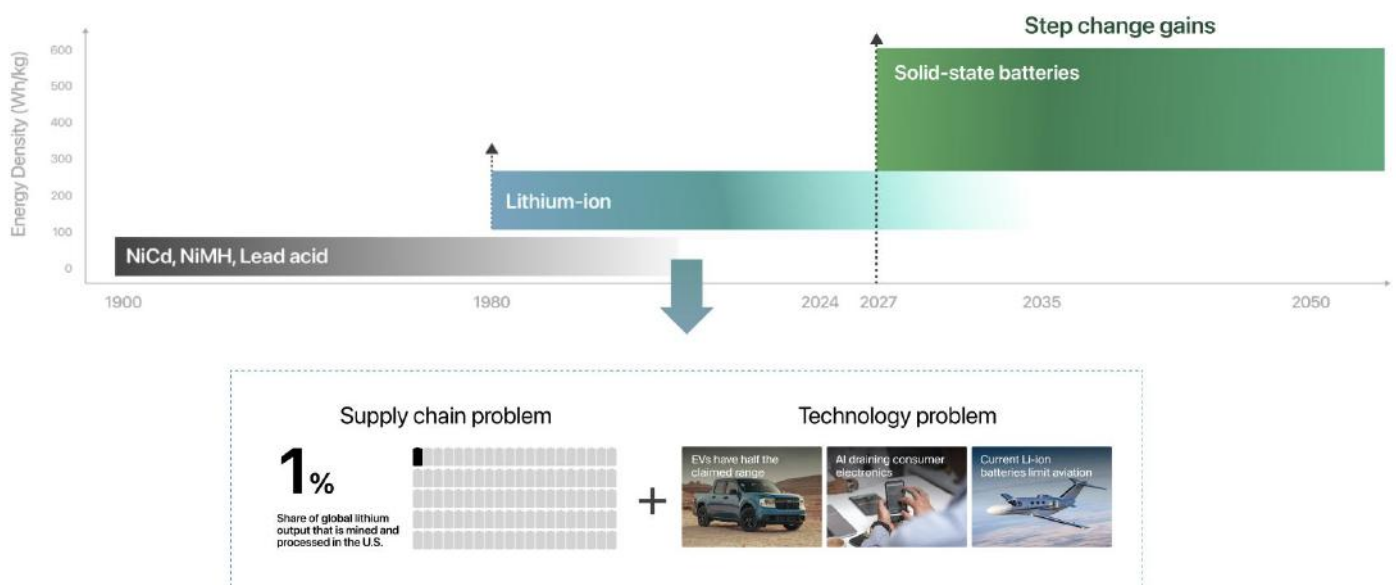 Step change gains
Energy Density (Wh/kg)
600
500
400
300
200
100
0
Solid-state batteries
Lithium-ion
NiCd, NiMH, Lead acid
1900
1980
2024
2027
2035
2050
Supply chain problem
1%
Share of global lithium
output that is mined and
processed in the U.S.
+
Technology problem
EVs have half the
claimed range
AI draining consumer
electronics
Current Li-ion
batteries limit aviation